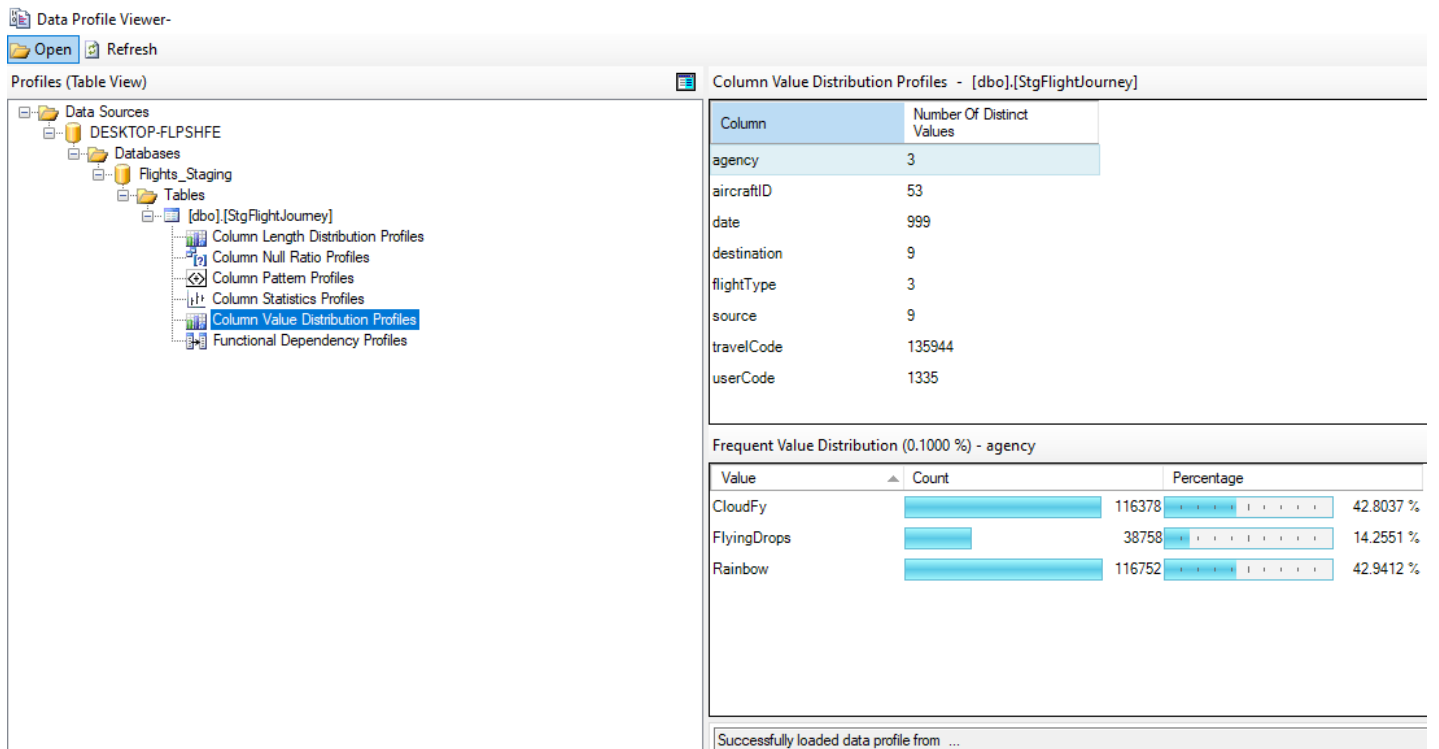 Data Profile Viewer-
Open Refresh
Profiles (Table View)
Data Sources
DESKTOP-FLPSHFE
Databases
Flights_Staging
Tables
[dbo].[StgFlightJourney]
Column Length Distribution Profiles
Column Null Ratio Profiles
Column Pattern Profiles
Column Statistics Profiles
Column Value Distribution Profiles
Functional Dependency Profiles
Column Value Distribution Profiles - [dbo].[StgFlightJourney]
Column Number Of Distinct
Values
agency 3
aircraftID 53
date 999
destination 9
flightType 3
source 9
travelCode 135944
userCode 1335
Frequent Value Distribution (0.1000 %) - agency
Value Count Percentage
CloudFy 116378 42.8037 %
FlyingDrops 38758 14.2551 %
Rainbow 116752 42.9412 %
Successfully loaded data profile from ...